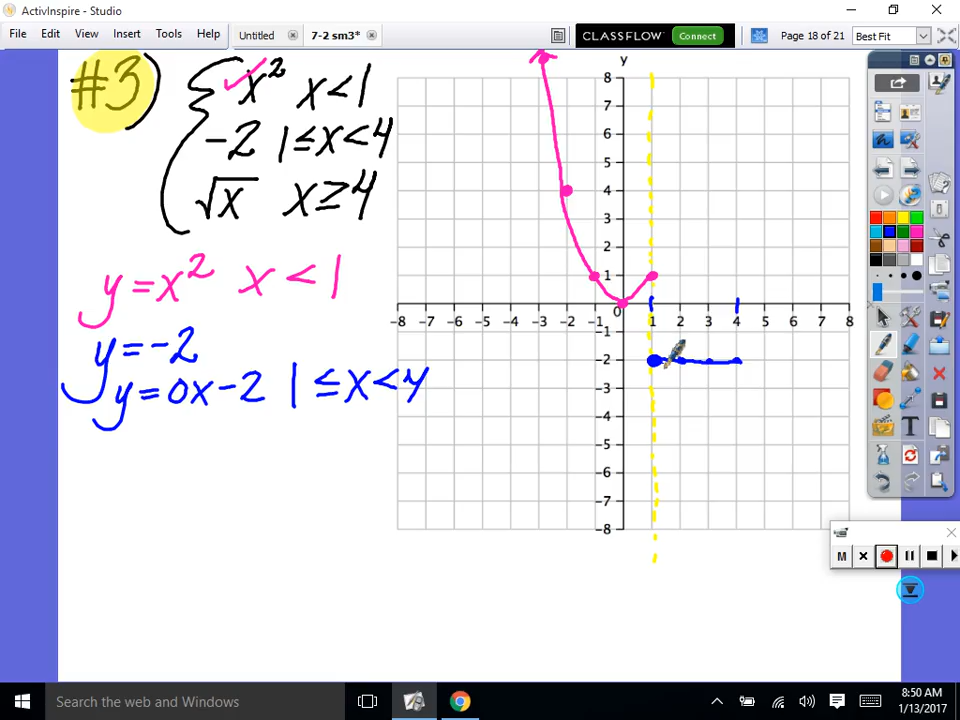 ActivInspire - Studio
File Edit View Insert Tools Help Untitled 7-2 sm3* CLASSFLOW Connect Page 18 of 21 Best Fit
#3) x² x<1
-2 1≤x<4
√x x≥4
y=x² x<1
y=-2
y=0x-2 1≤x<4
y
8
7
6
5
4
3
2
1
-8 -7 -6 -5 -4 -3 -2 -1 0 1 2 3 4 5 6 7 8
-1
-2
-3
-4
-5
-6
-7
-8
M
Search the web and Windows
8:50 AM
1/13/2017